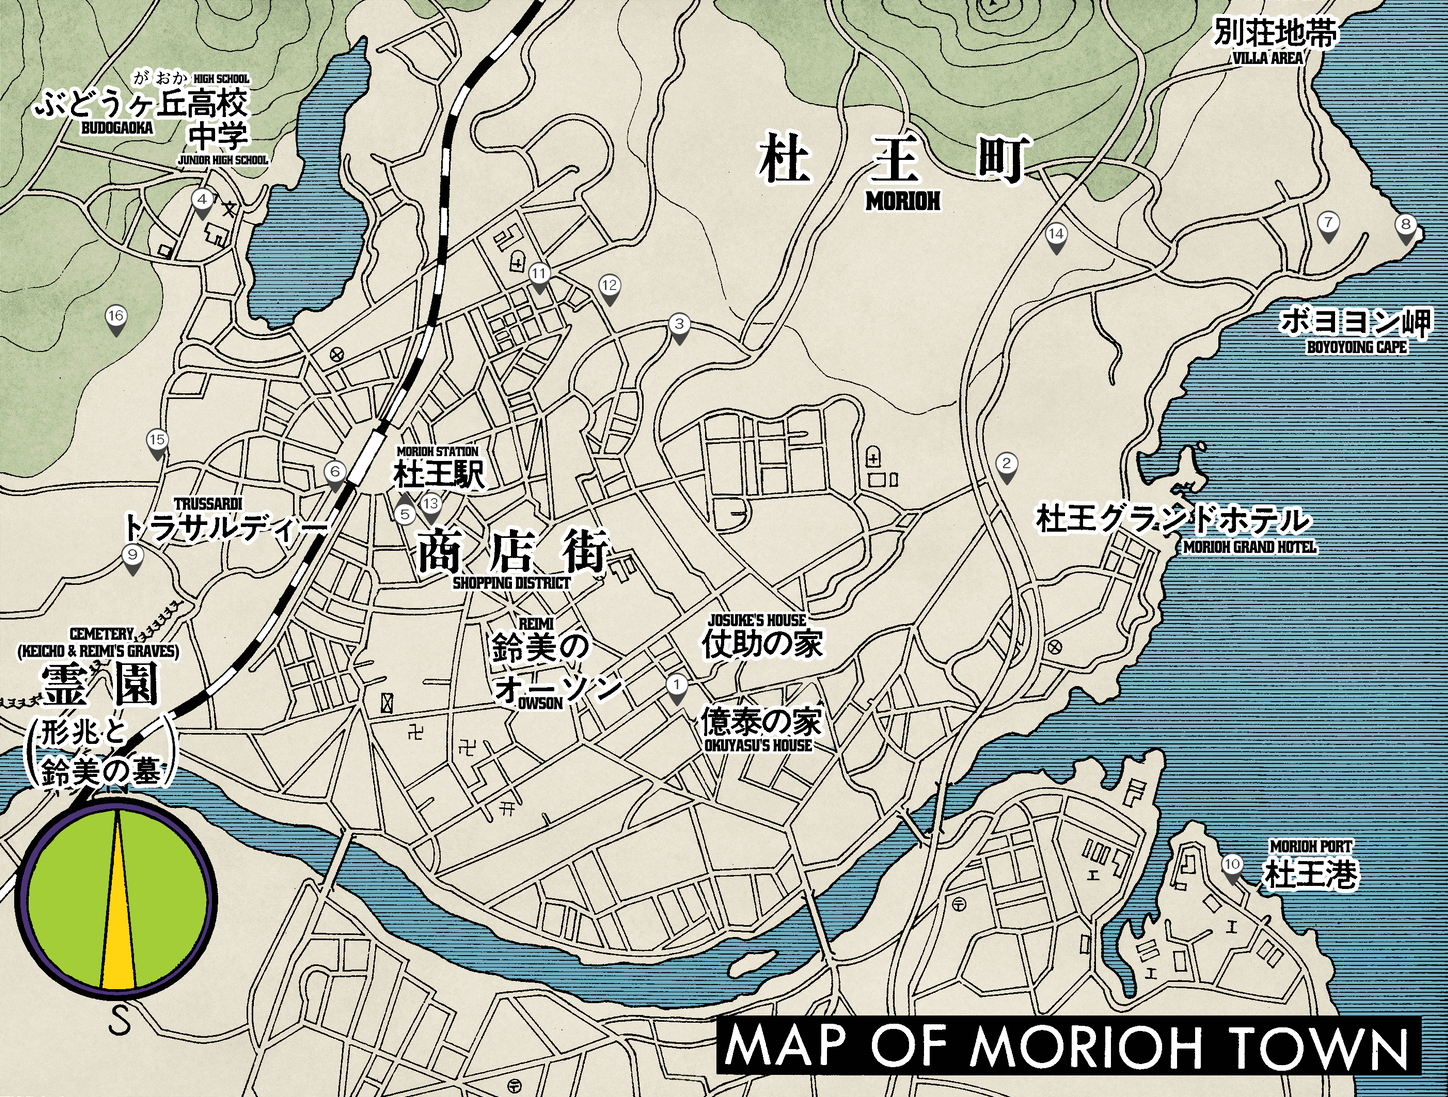 別荘地帯
VILLA AREA
がおか HIGH SCHOOL
ぶどうヶ丘高校
BUDOGAOKA 中学
JUNIOR HIGH SCHOOL
杜王町
MORIOH
4
文
7
8
14
11
12
16
3
ボヨヨン岬
BOYOYOING CAPE
15
MORIOH STATION
杜王駅
6
2
TRUSSARDI
トラサルディー
5
13
杜王グランドホテル
MORIOH GRAND HOTEL
商店街
SHOPPING DISTRICT
9
CEMETERY
(KEICHO & REIMI'S GRAVES)
霊園
(形兆と
鈴美の墓)
REIMI
鈴美の
オーソン
OWSON
JOSUKE'S HOUSE
仗助の家
1
億泰の家
OKUYASU'S HOUSE
MORIOH PORT
杜王港
10
S
MAP OF MORIOH TOWN